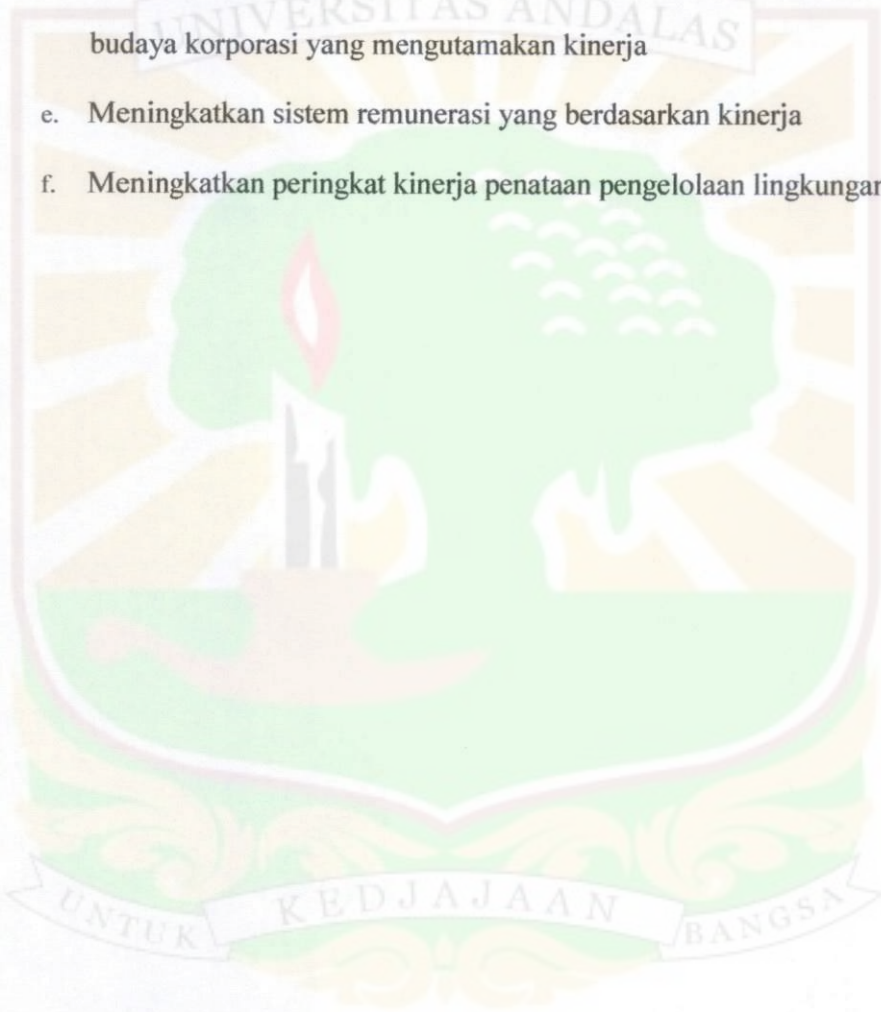 UNIVERSITAS ANDALAS
budaya korporasi yang mengutamakan kinerja
e. Meningkatkan sistem remunerasi yang berdasarkan kinerja
f. Meningkatkan peringkat kinerja penataan pengelolaan lingkungan
UNTUK KEDJAJAAN BANGSA